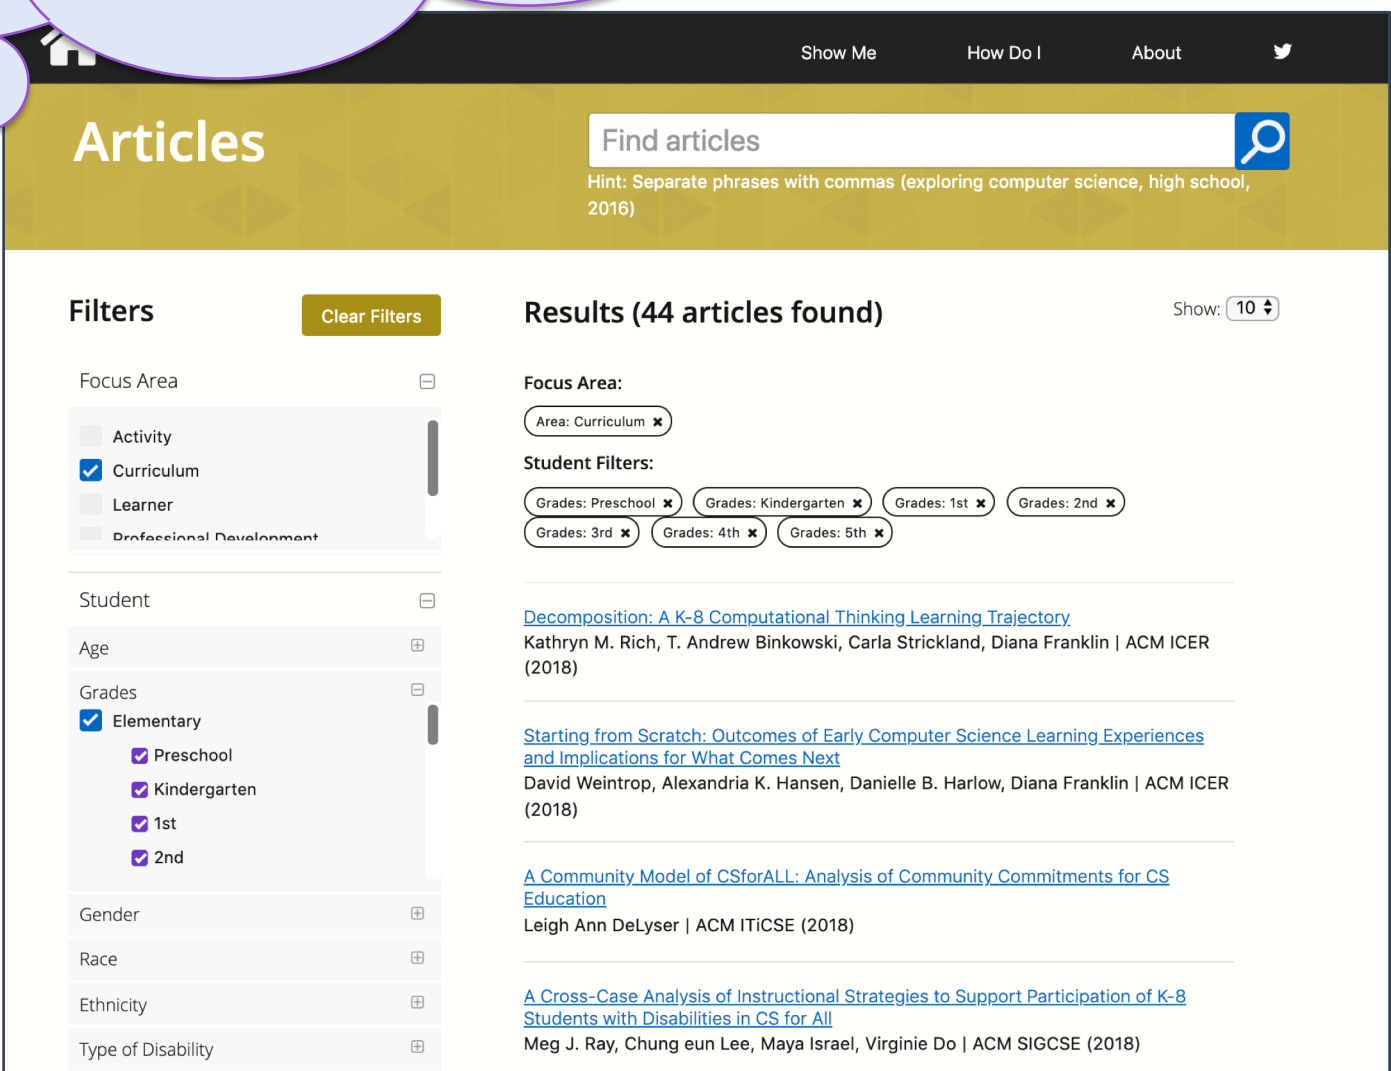 Show Me How Do I About
Articles
Find articles
Hint: Separate phrases with commas (exploring computer science, high school,
2016)
Filters
Clear Filters
Focus Area
Activity
Curriculum
Learner
Professional Development
Student
Age
Grades
Elementary
Preschool
Kindergarten
1st
2nd
Gender
Race
Ethnicity
Type of Disability
Results (44 articles found)
Show: 10
Focus Area:
Area: Curriculum ✖
Student Filters:
Grades: Preschool ✖ Grades: Kindergarten ✖ Grades: 1st ✖ Grades: 2nd ✖
Grades: 3rd ✖ Grades: 4th ✖ Grades: 5th ✖
Decomposition: A K-8 Computational Thinking Learning Trajectory
Kathryn M. Rich, T. Andrew Binkowski, Carla Strickland, Diana Franklin | ACM ICER
(2018)
Starting from Scratch: Outcomes of Early Computer Science Learning Experiences
and Implications for What Comes Next
David Weintrop, Alexandria K. Hansen, Danielle B. Harlow, Diana Franklin | ACM ICER
(2018)
A Community Model of CSforALL: Analysis of Community Commitments for CS
Education
Leigh Ann DeLyser | ACM ITiCSE (2018)
A Cross-Case Analysis of Instructional Strategies to Support Participation of K-8
Students with Disabilities in CS for All
Meg J. Ray, Chung eun Lee, Maya Israel, Virginie Do | ACM SIGCSE (2018)